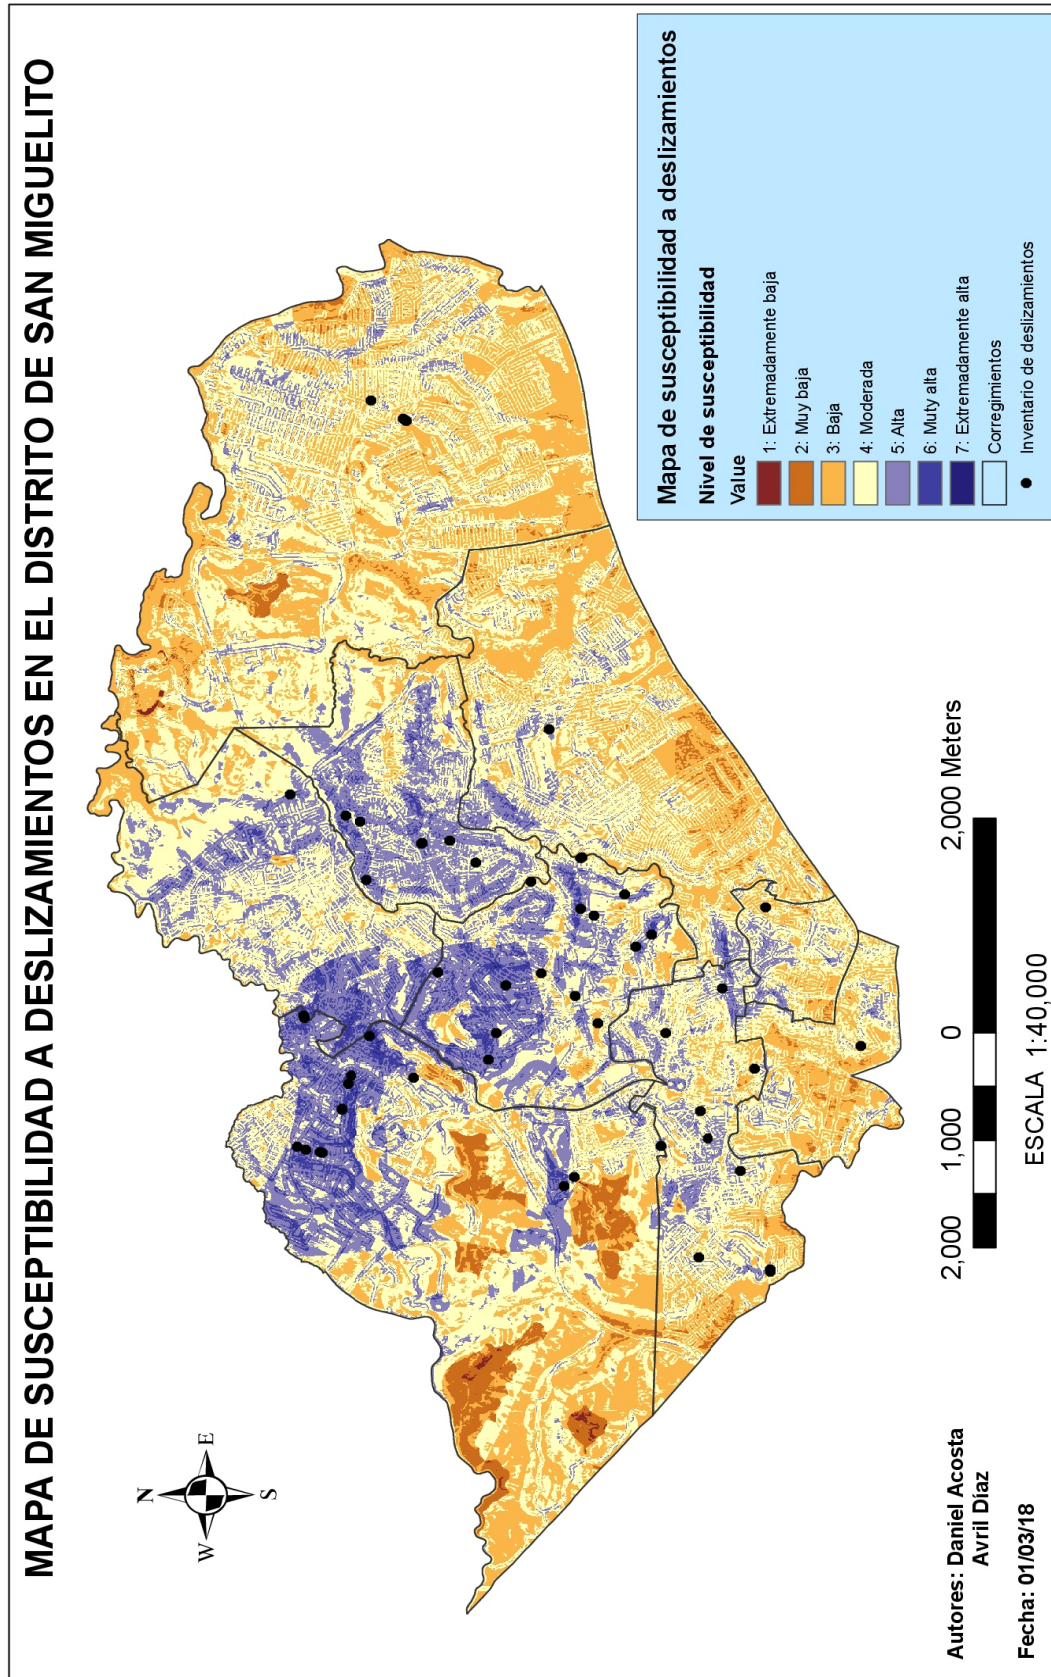 MAPA DE SUSCEPTIBILIDAD A DESLIZAMIENTOS EN EL DISTRITO DE SAN MIGUELITO
N
W
E
S
Mapa de susceptibilidad a deslizamientos
Nivel de susceptibilidad
Value
1: Extremadamente baja
2: Muy baja
3: Baja
4: Moderada
5: Alta
6: Muty alta
7: Extremadamente alta
Corregimientos
Inventario de deslizamientos
2,000 1,000 0 2,000 Meters
ESCALA 1:40,000
Autores: Daniel Acosta
Avril Díaz
Fecha: 01/03/18